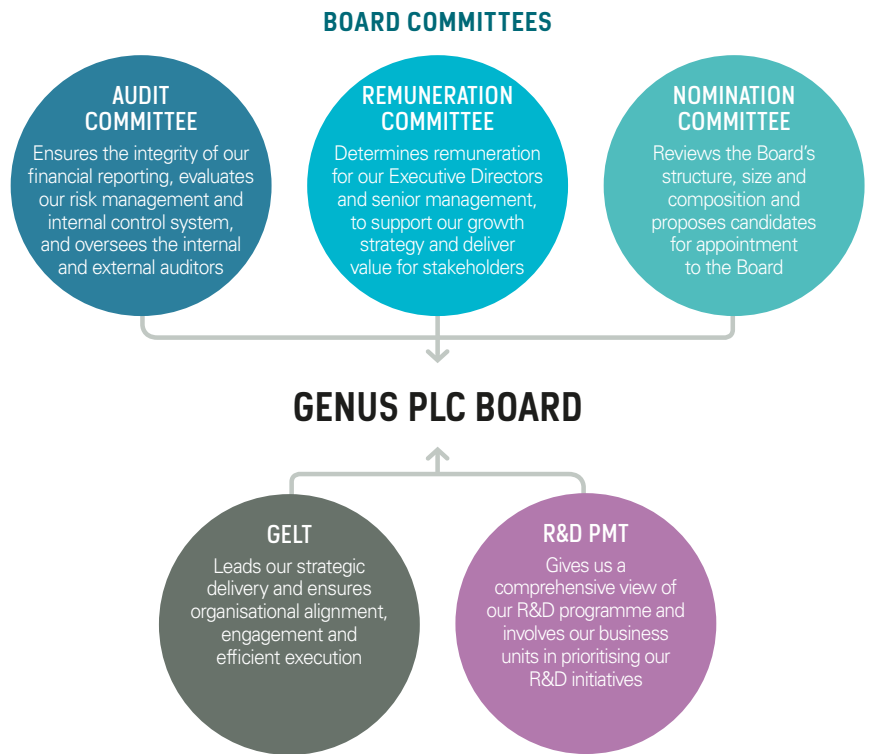 BOARD COMMITTEES
AUDIT
COMMITTEE
Ensures the integrity of our
financial reporting, evaluates
our risk management and
internal control system,
and oversees the internal
and external auditors
REMUNERATION
COMMITTEE
Determines remuneration
for our Executive Directors
and senior management,
to support our growth
strategy and deliver
value for stakeholders
NOMINATION
COMMITTEE
Reviews the Board’s
structure, size and
composition and
proposes candidates
for appointment
to the Board
GENUS PLC BOARD
GELT
Leads our strategic
delivery and ensures
organisational alignment,
engagement and
efficient execution
R&D PMT
Gives us a
comprehensive view of
our R&D programme and
involves our business
units in prioritising our
R&D initiatives